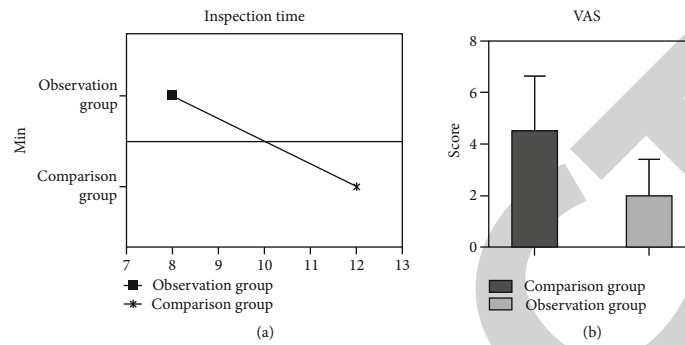 Inspection time
Observation
group
Min
Comparison
group
7 8 9 10 11 12 13
Observation group
Comparison group
(a)
VAS
8
6
Score
4
2
0
Comparison group
Observation group
(b)